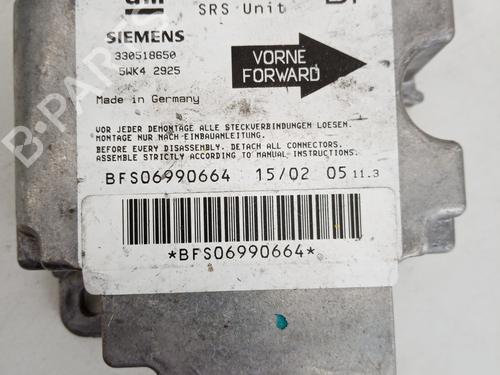 SRS Unit
SIEMENS
330518650
5WK4 2925
VORNE
FORWARD
Made in Germany
VOR JEDER DEMONTAGE ALLE STECKVERBINDUNGEN LOESEN.
MONTAGE NUR NACH EINBAUANLEITUNG.
BEFORE EVERY DISASSEMBLY, DETACH ALL CONNECTORS.
ASSEMBLE STRICTLY ACCORDING TO MANUAL INSTRUCTIONS.
BFS06990664 15/02 05 11.3
*BFS06990664*
B-PARTS